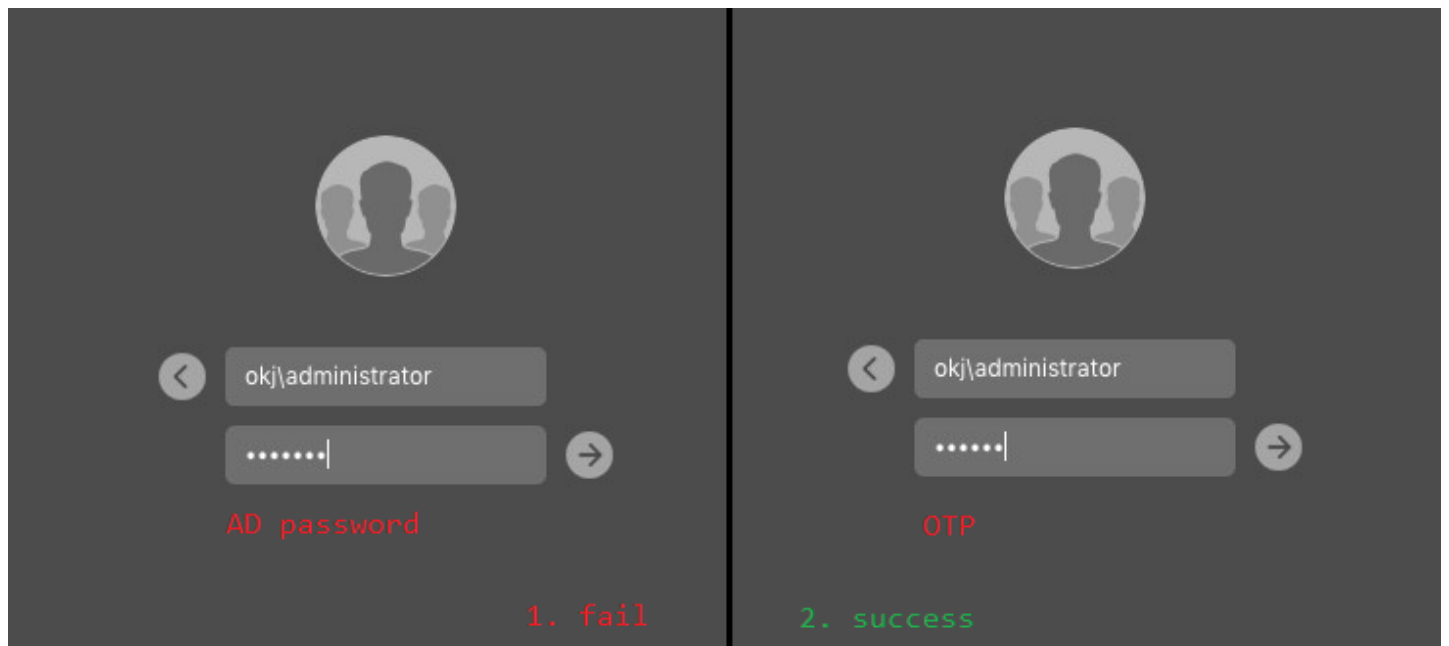 okj\administrator
•••••••
AD password
1. fail
okj\administrator
••••••
OTP
2. success